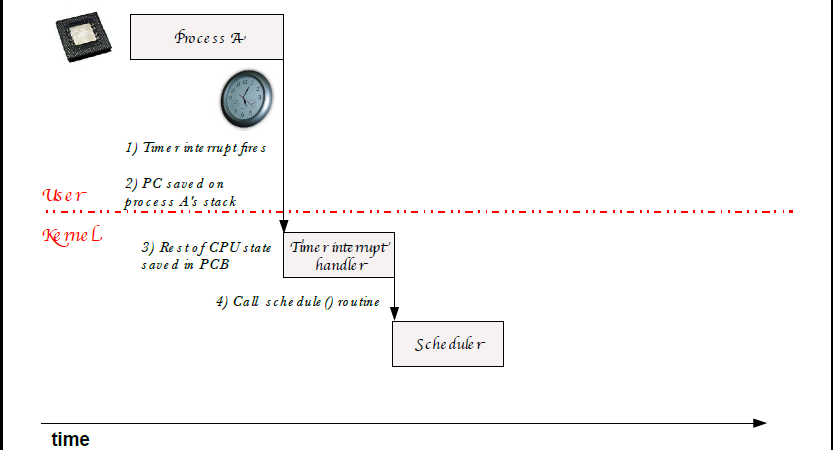 Process A
1) Timer interrupt fires
2) PC saved on
process A's stack
User
Kernel
3) Rest of CPU state
saved in PCB
Timer interrupt
handler
4) Call schedule() routine
Scheduler
time